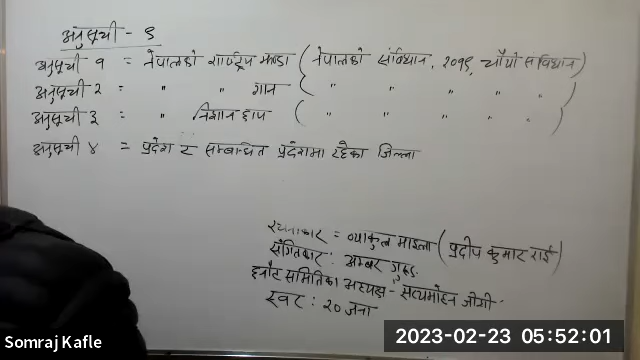 अनुसूची - ९
अनुसूची १ = नेपालको राष्ट्रिय झण्डा (नेपालको संविधान, २०१९, चौथो संविधान)
अनुसूची २ = " " गान ( " " " " " )
अनुसूची ३ = " निशान छाप ( " " " " " )
अनुसूची ४ = प्रदेश र सम्बन्धित प्रदेशमा रहेका जिल्ला
रचनाकार = व्याकुल माइला (प्रदीप कुमार राई)
संगितकार : अम्बर गुरुङ
छनौट समितिका अध्यक्ष - सत्यमोहन जोशी
स्वर : २० जना
2023-02-23 05:52:01
Somraj Kafle